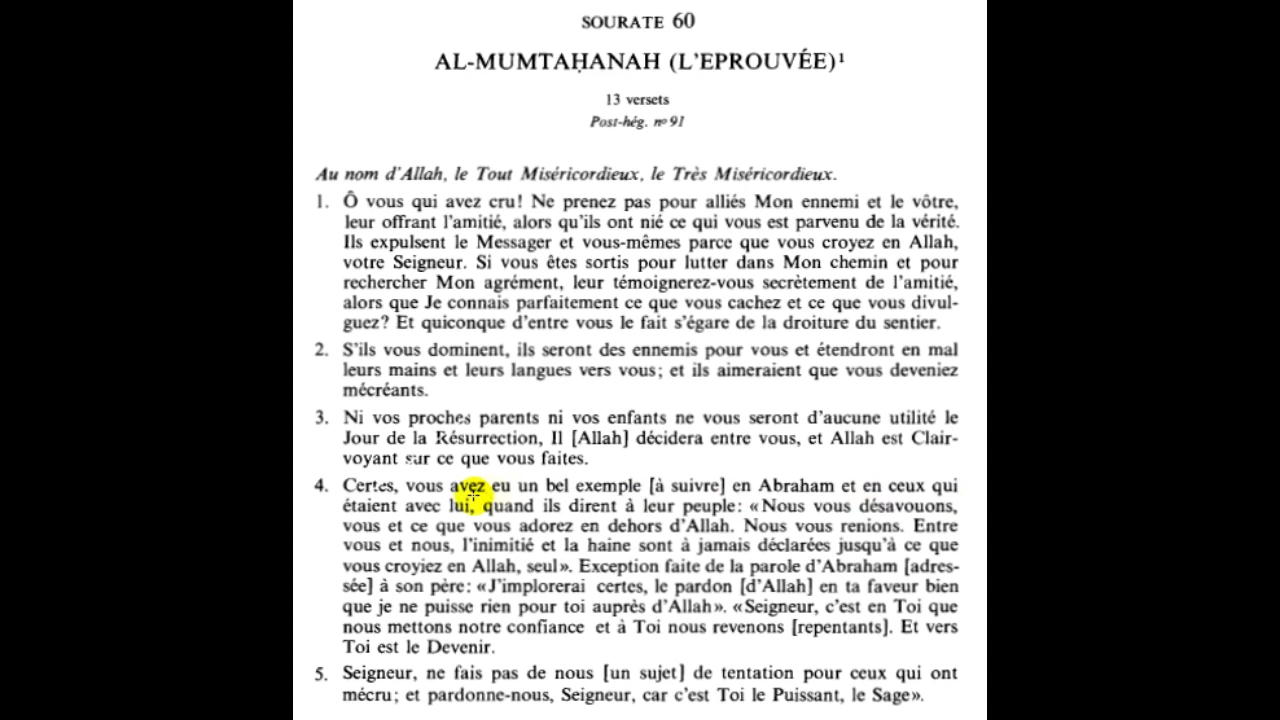 SOURATE 60
AL-MUMTAḤANAH (L'EPROUVÉE)¹
13 versets
Post-hég. nº 91
Au nom d'Allah, le Tout Miséricordieux, le Très Miséricordieux.
1. Ô vous qui avez cru! Ne prenez pas pour alliés Mon ennemi et le vôtre,
leur offrant l'amitié, alors qu'ils ont nié ce qui vous est parvenu de la vérité.
Ils expulsent le Messager et vous-mêmes parce que vous croyez en Allah,
votre Seigneur. Si vous êtes sortis pour lutter dans Mon chemin et pour
rechercher Mon agrément, leur témoignerez-vous secrètement de l'amitié,
alors que Je connais parfaitement ce que vous cachez et ce que vous divul-
guez? Et quiconque d'entre vous le fait s'égare de la droiture du sentier.
2. S'ils vous dominent, ils seront des ennemis pour vous et étendront en mal
leurs mains et leurs langues vers vous; et ils aimeraient que vous deveniez
mécréants.
3. Ni vos proches parents ni vos enfants ne vous seront d'aucune utilité le
Jour de la Résurrection, Il [Allah] décidera entre vous, et Allah est Clair-
voyant sur ce que vous faites.
4. Certes, vous avez eu un bel exemple [à suivre] en Abraham et en ceux qui
étaient avec lui, quand ils dirent à leur peuple: «Nous vous désavouons,
vous et ce que vous adorez en dehors d'Allah. Nous vous renions. Entre
vous et nous, l'inimitié et la haine sont à jamais déclarées jusqu'à ce que
vous croyiez en Allah, seul». Exception faite de la parole d'Abraham [adres-
sée] à son père: «J'implorerai certes, le pardon [d'Allah] en ta faveur bien
que je ne puisse rien pour toi auprès d'Allah». «Seigneur, c'est en Toi que
nous mettons notre confiance et à Toi nous revenons [repentants]. Et vers
Toi est le Devenir.
5. Seigneur, ne fais pas de nous [un sujet] de tentation pour ceux qui ont
mécru; et pardonne-nous, Seigneur, car c'est Toi le Puissant, le Sage».